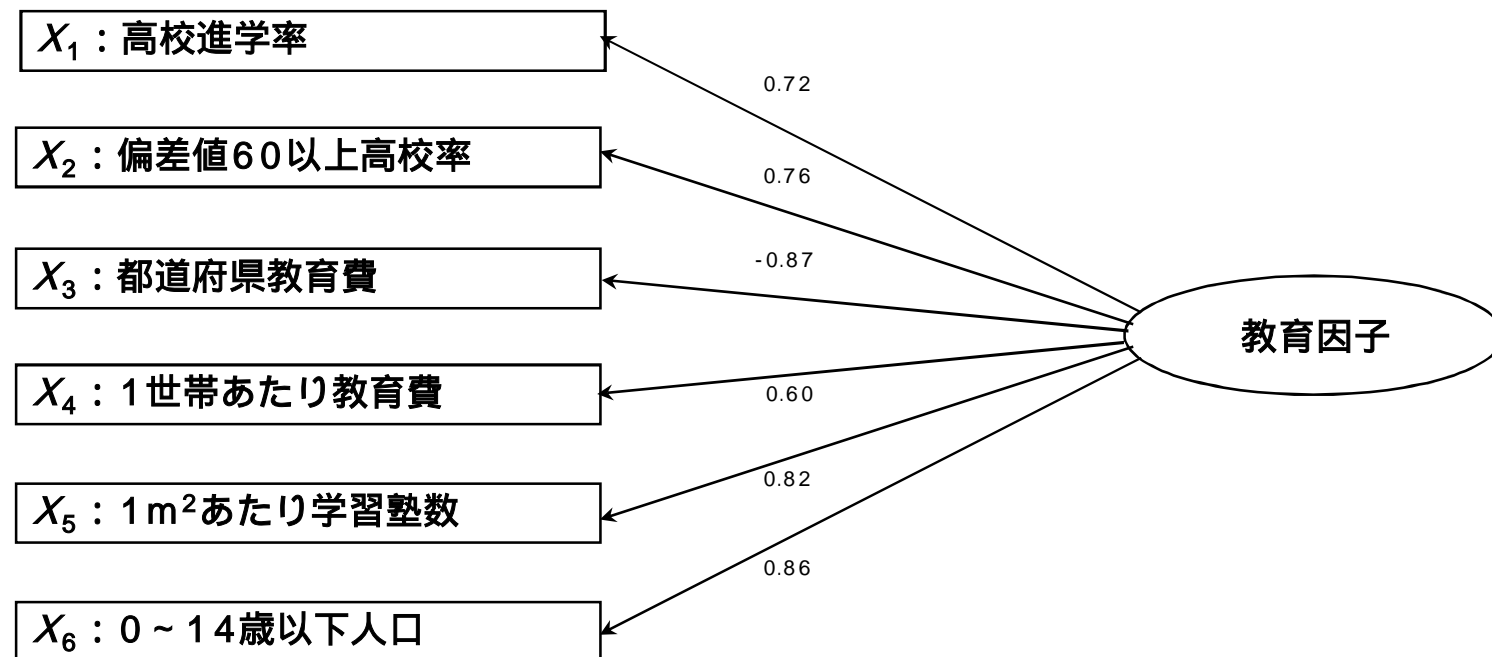 X₁：高校進学率
0.72
X₂：偏差値60以上高校率
0.76
X₃：都道府県教育費
-0.87
教育因子
X₄：1世帯あたり教育費
0.60
X₅：1m²あたり学習塾数
0.82
0.86
X₆：0～14歳以下人口